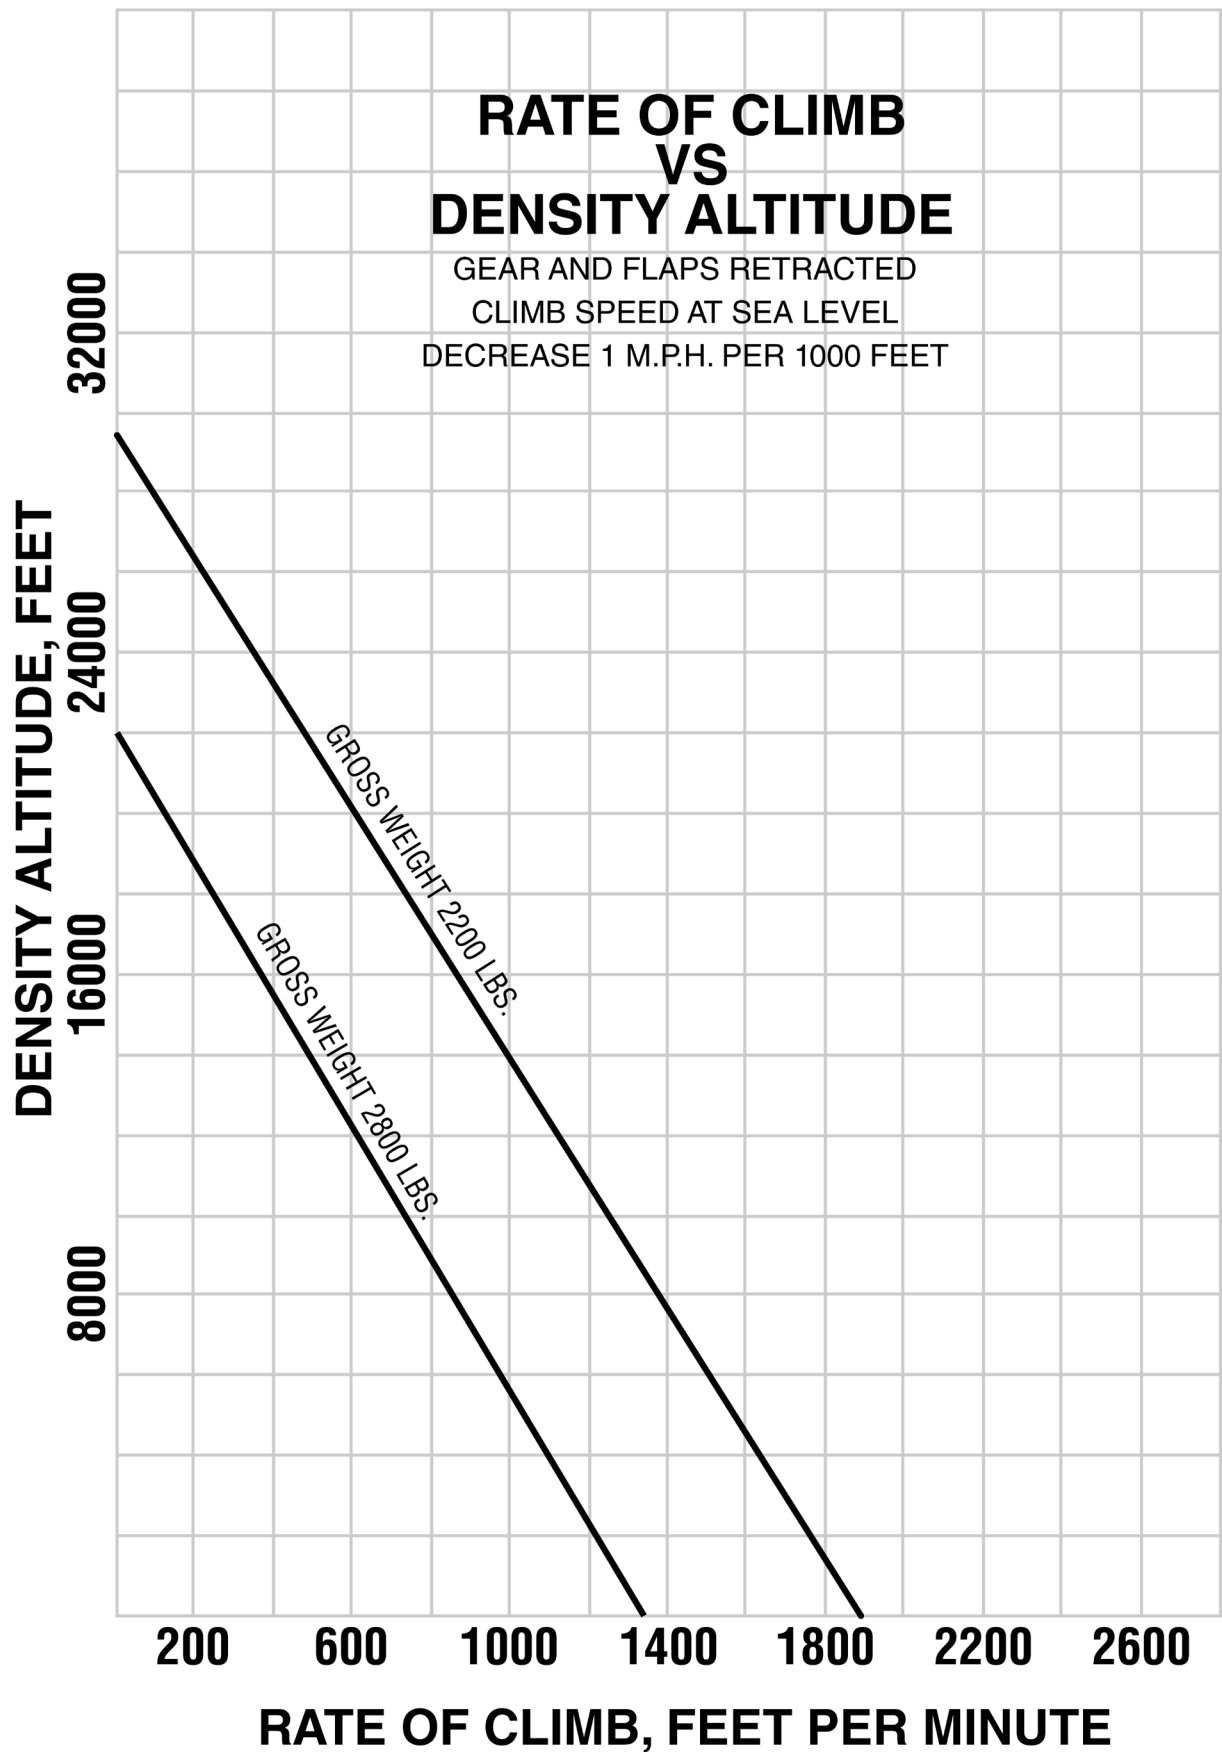 RATE OF CLIMB
VS
DENSITY ALTITUDE
GEAR AND FLAPS RETRACTED
CLIMB SPEED AT SEA LEVEL
DECREASE 1 M.P.H. PER 1000 FEET
DENSITY ALTITUDE, FEET
32000
24000
16000
8000
GROSS WEIGHT 2200 LBS.
GROSS WEIGHT 2800 LBS.
200 600 1000 1400 1800 2200 2600
RATE OF CLIMB, FEET PER MINUTE